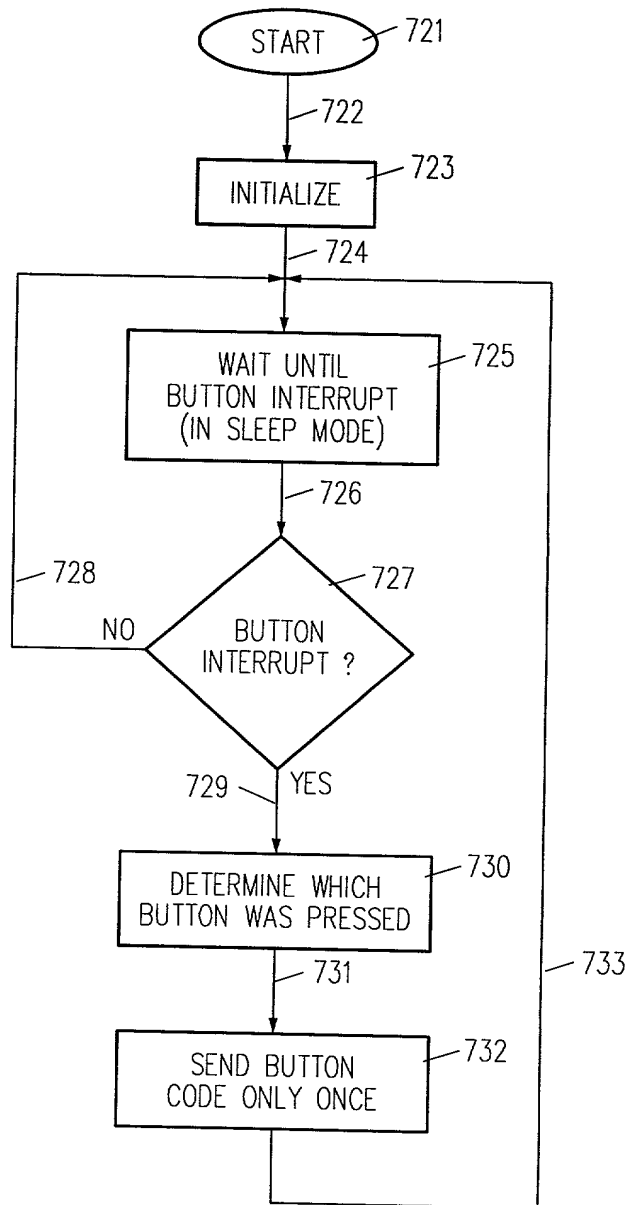 START
721
722
INITIALIZE
723
724
WAIT UNTIL
BUTTON INTERRUPT
(IN SLEEP MODE)
725
726
728
727
NO
BUTTON
INTERRUPT ?
729
YES
DETERMINE WHICH
BUTTON WAS PRESSED
730
731
733
SEND BUTTON
CODE ONLY ONCE
732